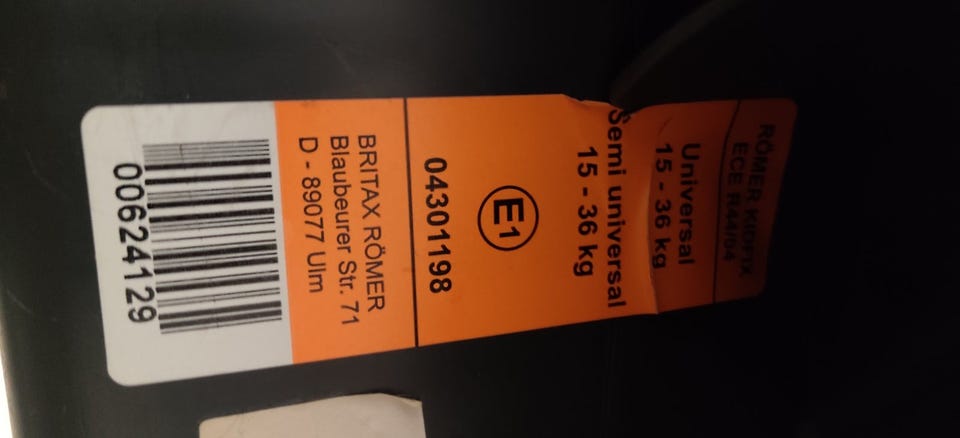 RÖMER KIDFIX
ECE R44/04
Universal
15 - 36 kg
Semi universal
15 - 36 kg
E1
04301198
BRITAX RÖMER
Blaubeurer Str. 71
D - 89077 Ulm
00624129